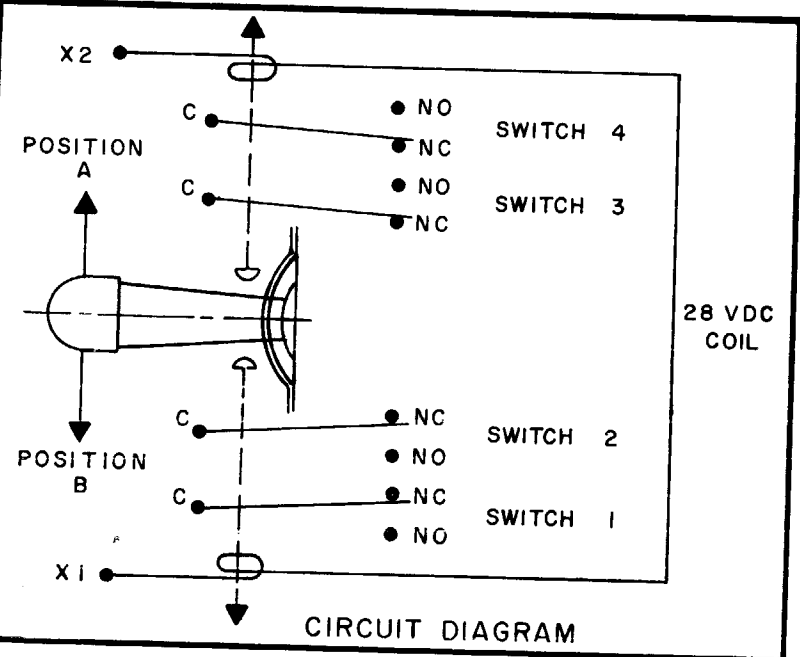 X2
C
NO
NC
SWITCH 4
POSITION
A
C
NO
NC
SWITCH 3
28 VDC
COIL
C
NC
NO
SWITCH 2
POSITION
B
C
NC
NO
SWITCH 1
X1
CIRCUIT DIAGRAM